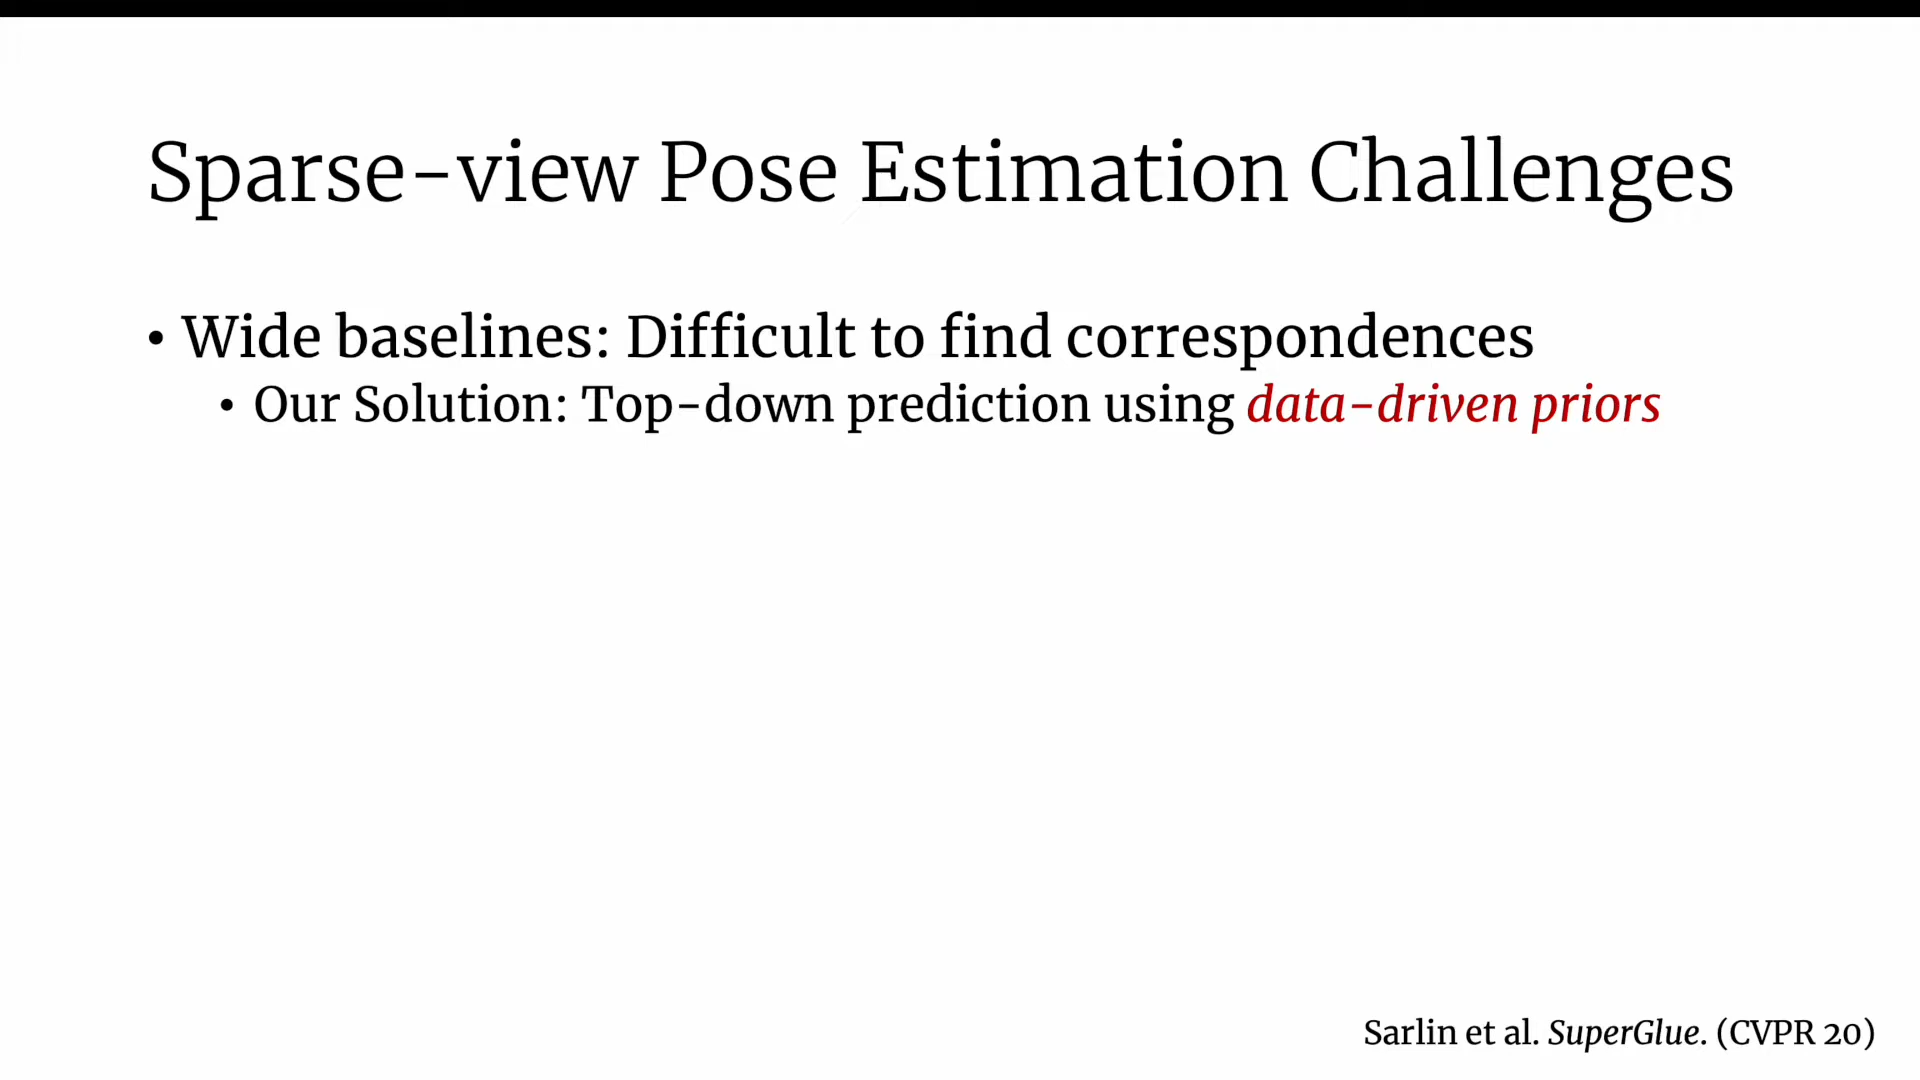 Sparse-view Pose Estimation Challenges
• Wide baselines: Difficult to find correspondences
• Our Solution: Top-down prediction using data-driven priors
Sarlin et al. SuperGlue. (CVPR 20)